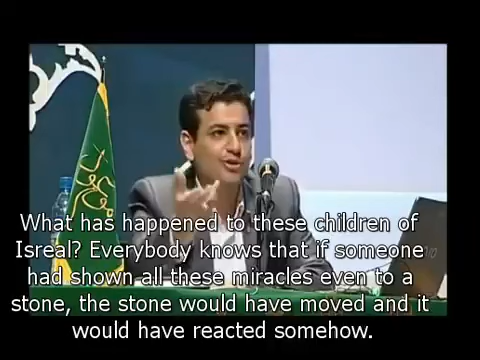 What has happened to these children of
Isreal? Everybody knows that if someone
had shown all these miracles even to a
stone, the stone would have moved and it
would have reacted somehow.